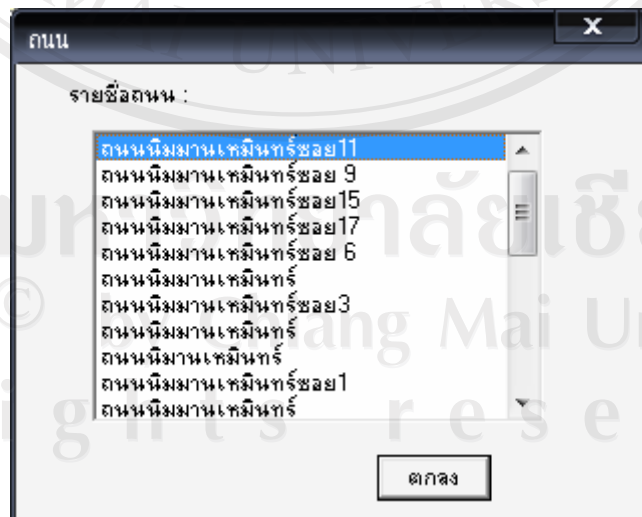 ถนน
รายชื่อถนน :
ถนนนิมมานเหมินทร์ซอย11
ถนนนิมมานเหมินทร์ซอย 9
ถนนนิมมานเหมินทร์ซอย15
ถนนนิมมานเหมินทร์ซอย17
ถนนนิมมานเหมินทร์ซอย 6
ถนนนิมมานเหมินทร์
ถนนนิมมานเหมินทร์ซอย3
ถนนนิมมานเหมินทร์
ถนนนิมานเหมินทร์
ถนนนิมมานเหมินทร์ซอย1
ถนนนิมมานเหมินทร์
ตกลง
© by Chiang Mai Un
ights rese